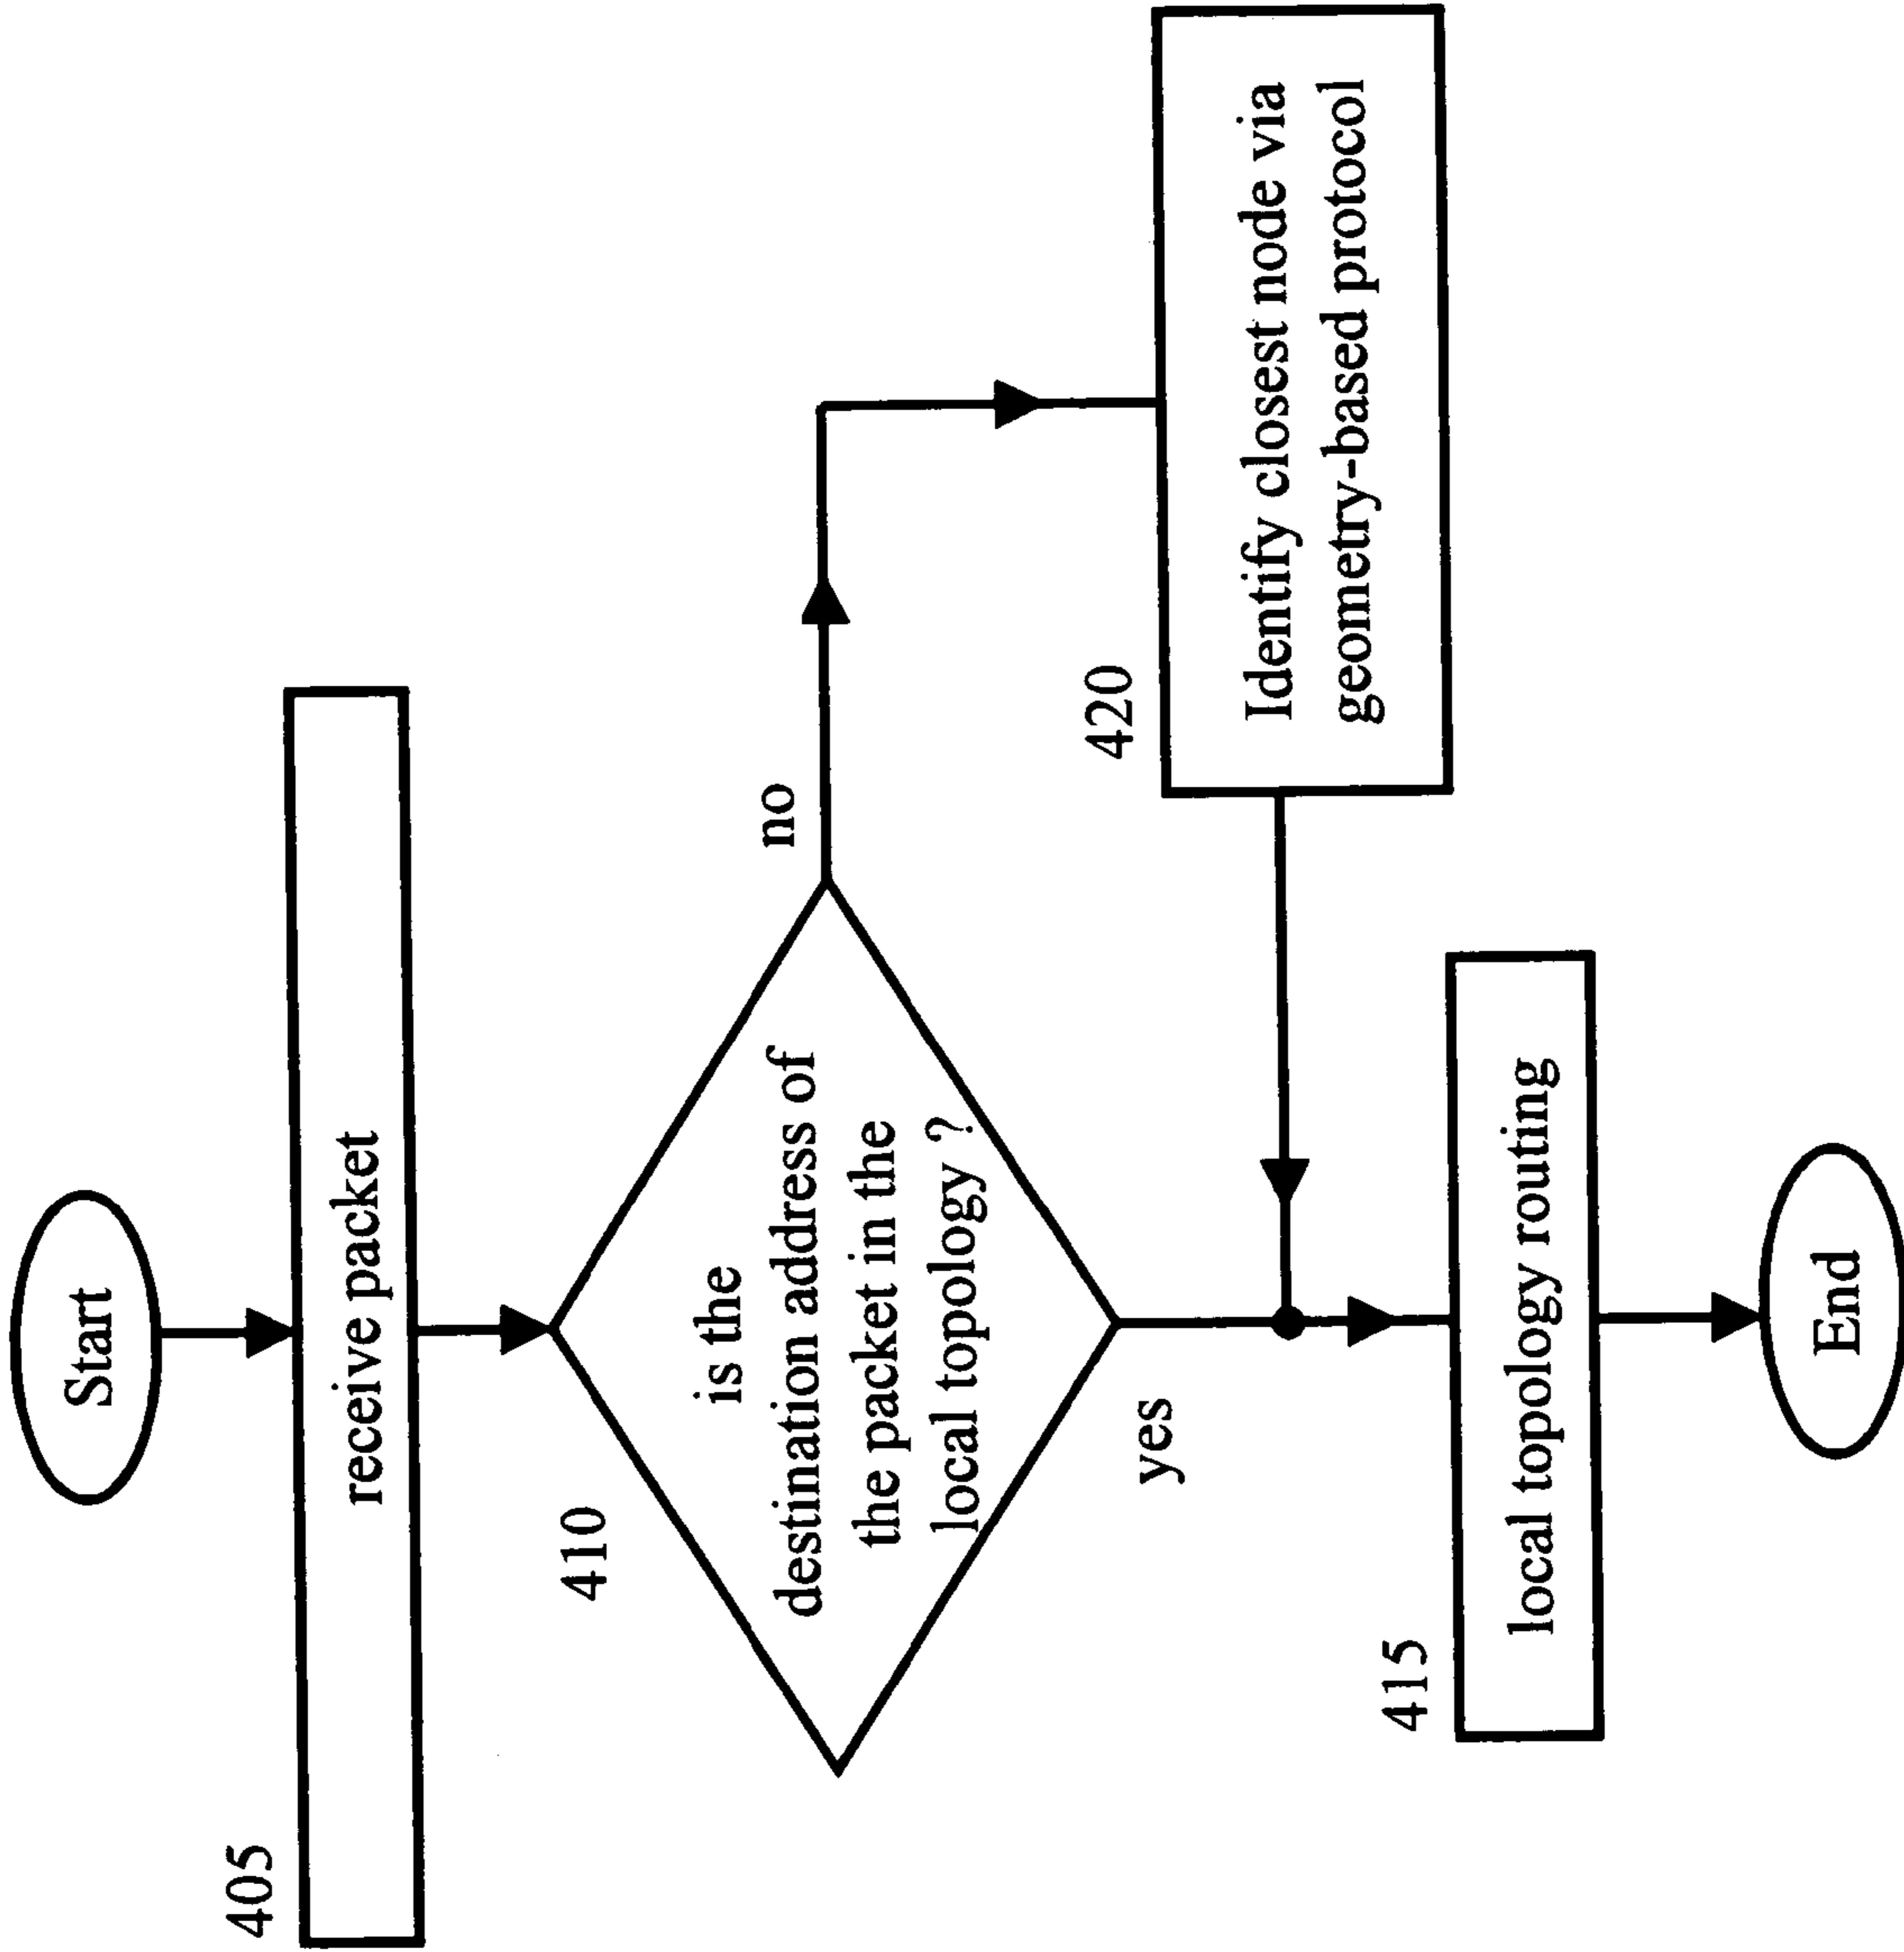 Start
405
receive packet
410
is the
destination address of
the packet in the
local topology ?
no
yes
420
Identify closest node via
geometry-based protocol
415
local topology routing
End